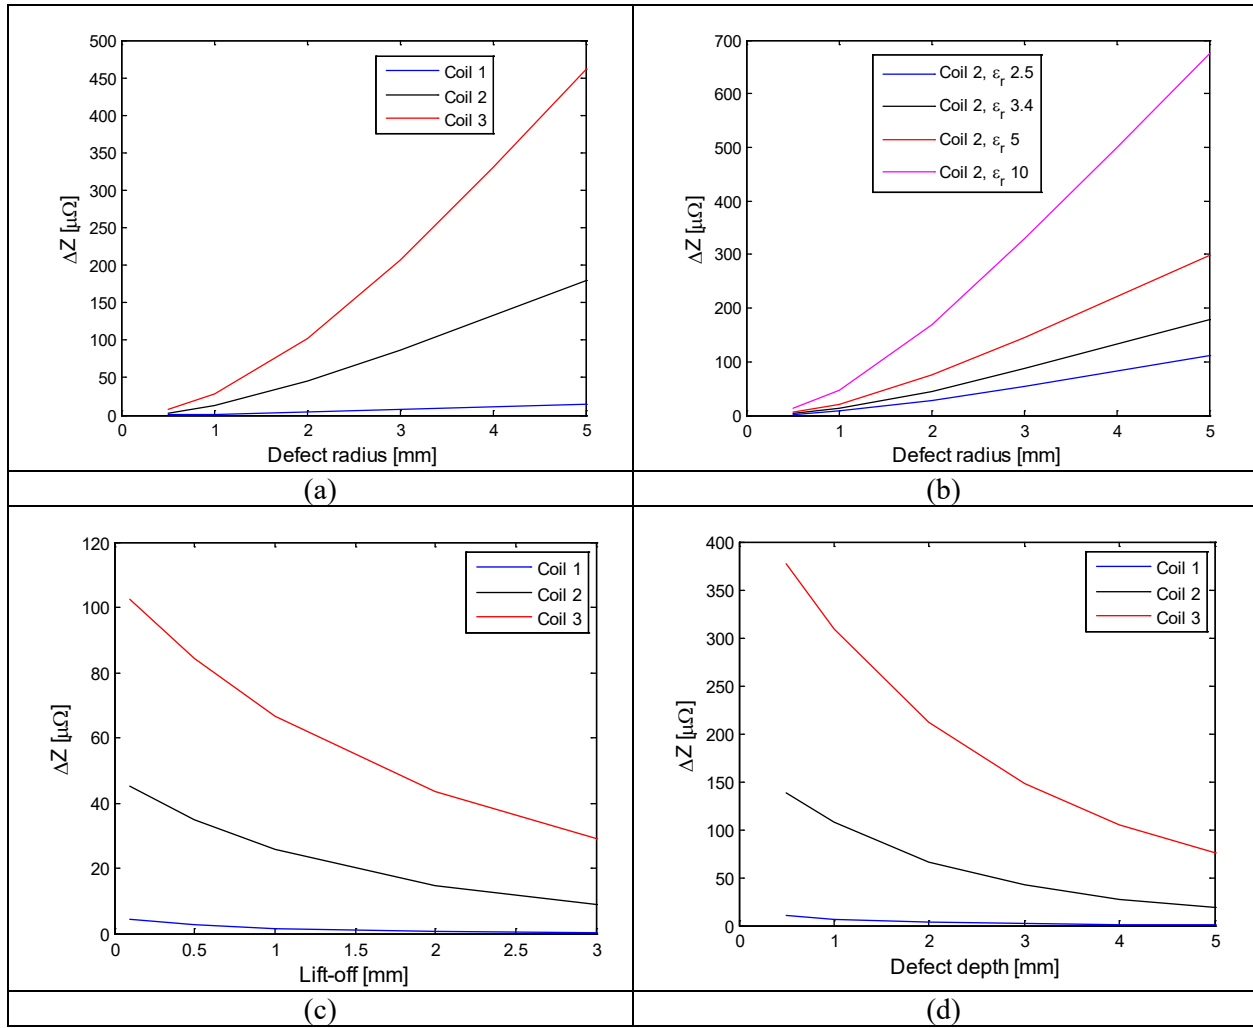 500
450
400
350
300
250
200
150
100
50
0
ΔZ [μΩ]
Coil 1
Coil 2
Coil 3
0 1 2 3 4 5
Defect radius [mm]
(a)
700
600
500
400
300
200
100
0
ΔZ [μΩ]
Coil 2, εr 2.5
Coil 2, εr 3.4
Coil 2, εr 5
Coil 2, εr 10
0 1 2 3 4 5
Defect radius [mm]
(b)
120
100
80
60
40
20
0
ΔZ [μΩ]
Coil 1
Coil 2
Coil 3
0 0.5 1 1.5 2 2.5 3
Lift-off [mm]
(c)
400
350
300
250
200
150
100
50
0
ΔZ [μΩ]
Coil 1
Coil 2
Coil 3
0 1 2 3 4 5
Defect depth [mm]
(d)